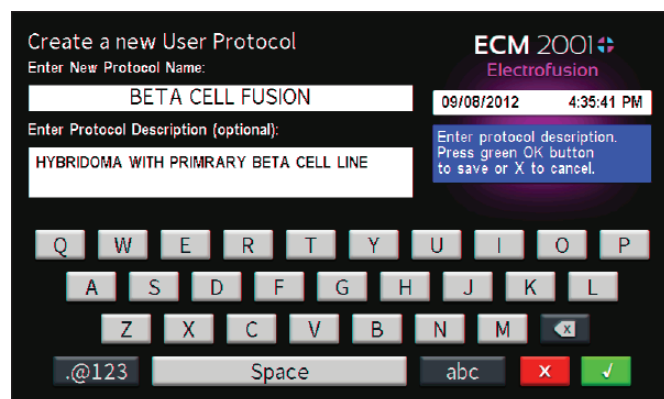 Create a new User Protocol
Enter New Protocol Name:
BETA CELL FUSION
Enter Protocol Description (optional):
HYBRIDOMA WITH PRIMRARY BETA CELL LINE
ECM 2001
Electrofusion
09/08/2012 4:35:41 PM
Enter protocol description.
Press green OK button
to save or X to cancel.
Q W E R T Y U I O P
A S D F G H J K L
Z X C V B N M
.@123 Space abc